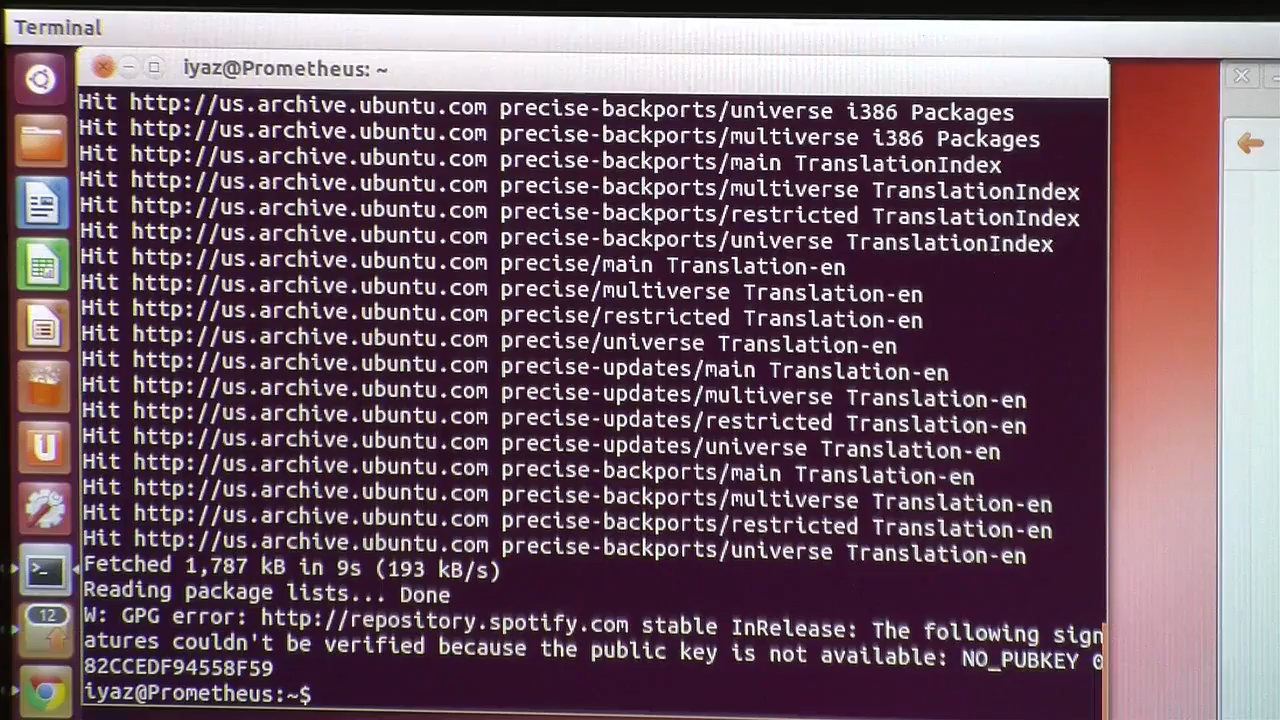 Terminal
iyaz@Prometheus: ~
Hit http://us.archive.ubuntu.com precise-backports/universe i386 Packages
Hit http://us.archive.ubuntu.com precise-backports/multiverse i386 Packages
Hit http://us.archive.ubuntu.com precise-backports/main TranslationIndex
Hit http://us.archive.ubuntu.com precise-backports/multiverse TranslationIndex
Hit http://us.archive.ubuntu.com precise-backports/restricted TranslationIndex
Hit http://us.archive.ubuntu.com precise-backports/universe TranslationIndex
Hit http://us.archive.ubuntu.com precise/main Translation-en
Hit http://us.archive.ubuntu.com precise/multiverse Translation-en
Hit http://us.archive.ubuntu.com precise/restricted Translation-en
Hit http://us.archive.ubuntu.com precise/universe Translation-en
Hit http://us.archive.ubuntu.com precise-updates/main Translation-en
Hit http://us.archive.ubuntu.com precise-updates/multiverse Translation-en
Hit http://us.archive.ubuntu.com precise-updates/restricted Translation-en
Hit http://us.archive.ubuntu.com precise-updates/universe Translation-en
Hit http://us.archive.ubuntu.com precise-backports/main Translation-en
Hit http://us.archive.ubuntu.com precise-backports/multiverse Translation-en
Hit http://us.archive.ubuntu.com precise-backports/restricted Translation-en
Hit http://us.archive.ubuntu.com precise-backports/universe Translation-en
Fetched 1,787 kB in 9s (193 kB/s)
Reading package lists... Done
W: GPG error: http://repository.spotify.com stable InRelease: The following sign
atures couldn't be verified because the public key is not available: NO_PUBKEY 0
82CCEDF94558F59
iyaz@Prometheus:~$
U
>_
12